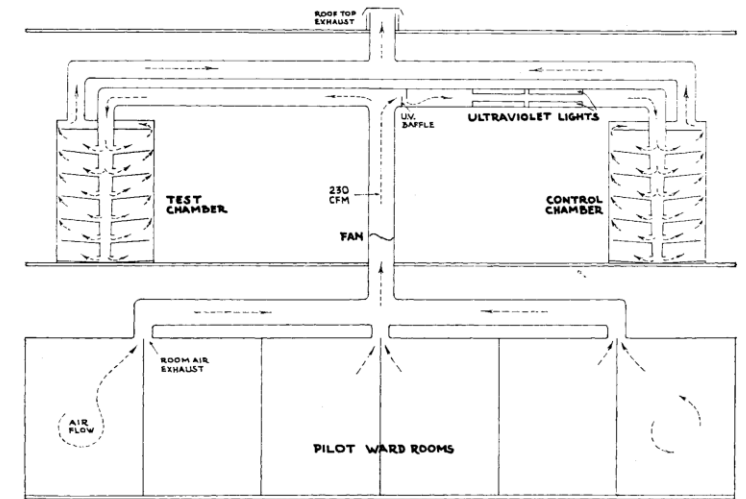 ROOF TOP
EXHAUST
U.V.
BAFFLE
ULTRAVIOLET LIGHTS
TEST
CHAMBER
230
CFM
CONTROL
CHAMBER
FAN
ROOM AIR
EXHAUST
AIR
FLOW
PILOT WARD ROOMS